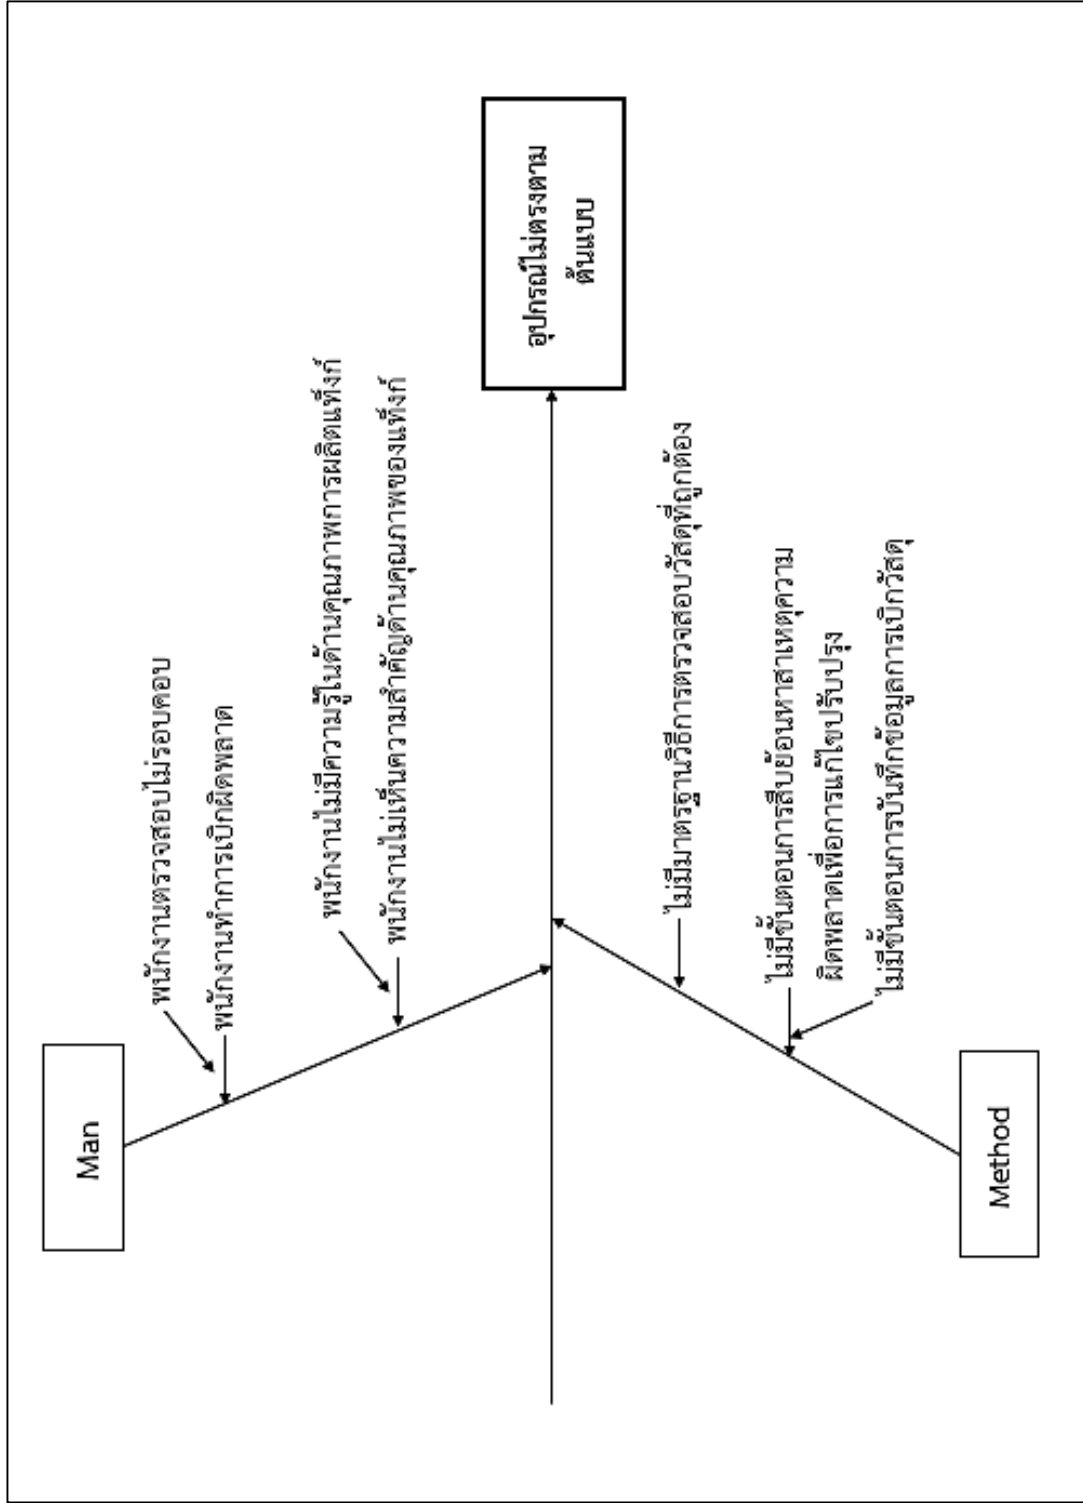 Man
พนักงานตรวจสอบไม่รอบคอบ
พนักงานทำการเบิกผิดพลาด
พนักงานไม่มีความรู้ในด้านคุณภาพการผลิตแท็งก์
พนักงานไม่เห็นความสำคัญด้านคุณภาพของแท็งก์
อุปกรณ์ไม่ตรงตาม
ต้นแบบ
ไม่มีมาตรฐานวิธีการตรวจสอบวัสดุที่ถูกต้อง
ไม่มีขั้นตอนการสืบย้อนหาสาเหตุความ
ผิดพลาดเพื่อการแก้ไขปรับปรุง
ไม่มีขั้นตอนการบันทึกข้อมูลการเบิกวัสดุ
Method